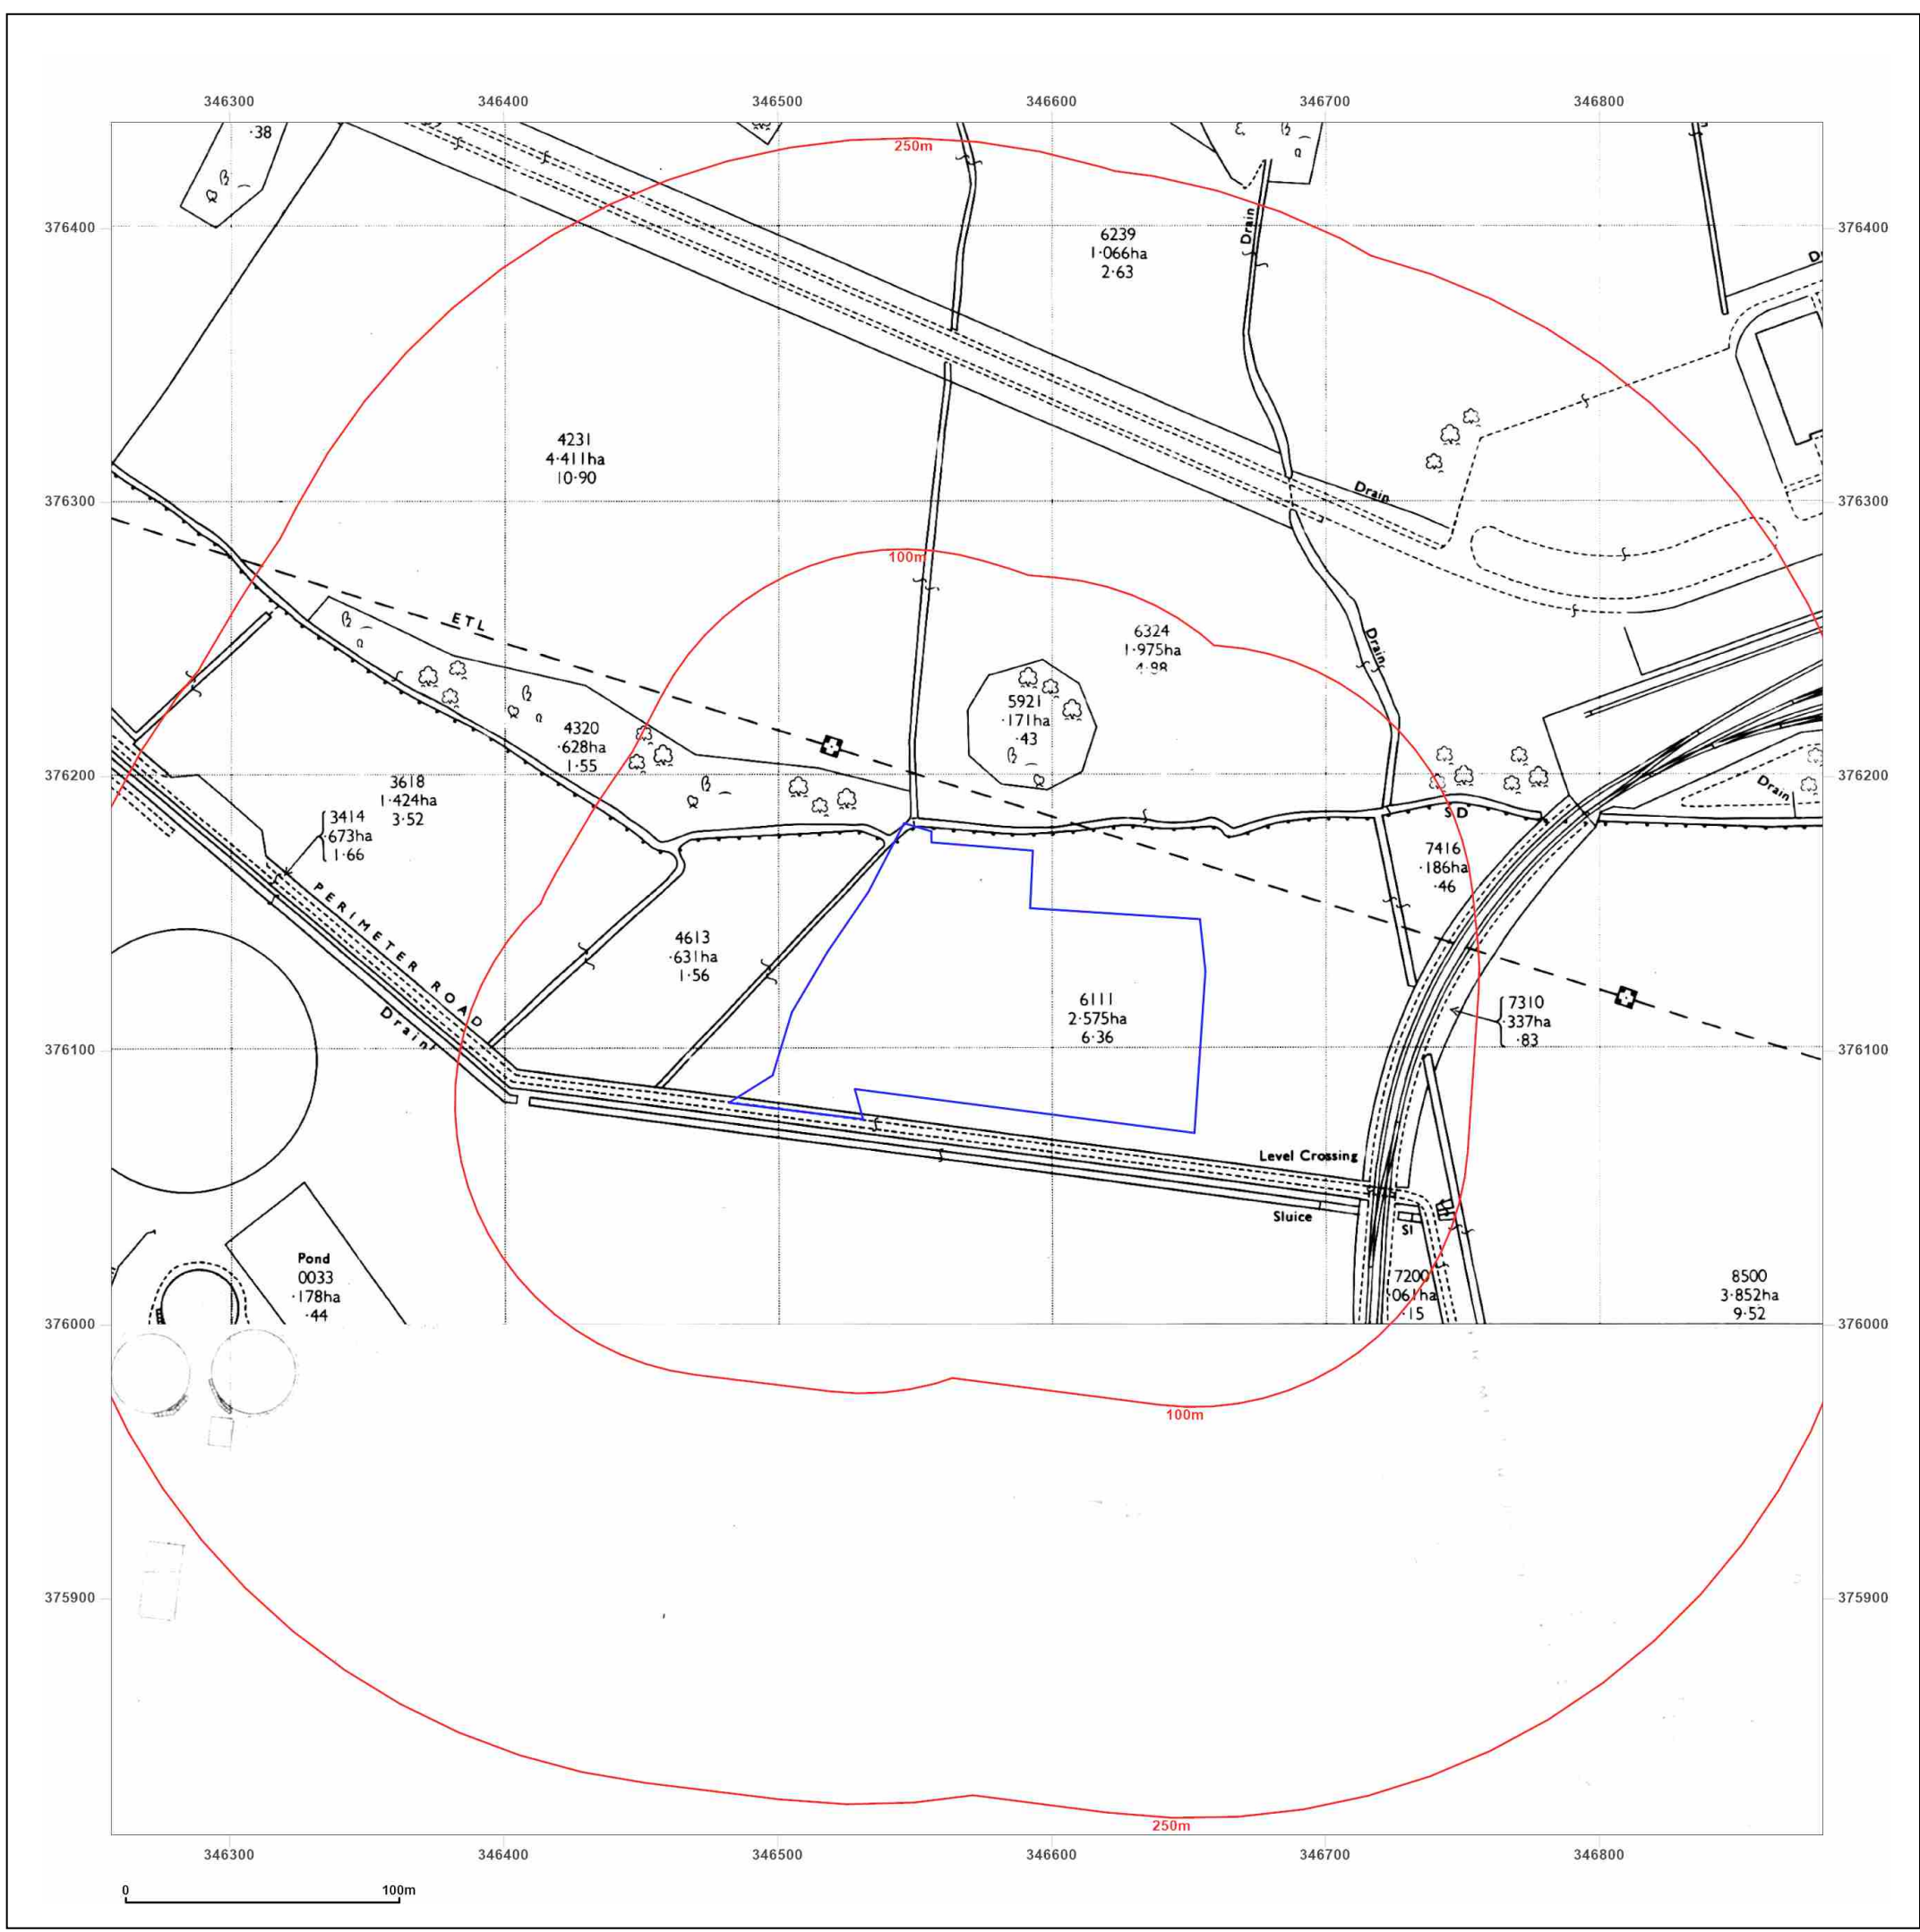 346300 346400 346500 346600 346700 346800
·38
250m
376400 376400
Drain
6239
1·066ha
2·63
4231
4·411ha
10·90
376300 376300
Drain
100m
ETL
6324
1·975ha
4·98
Drain
5921
·171ha
·43
4320
·628ha
1·55
376200 376200
3618
1·424ha
3·52
3414
·673ha
1·66
Drain
SD
7416
·186ha
·46
PERIMETER ROAD
Drain
4613
·631ha
1·56
6111
2·575ha
6·36
7310
·337ha
·83
376100 376100
Level Crossing
Sluice
Sl
Pond
0033
·178ha
·44
7200
·061ha
·15
8500
3·852ha
9·52
376000 376000
100m
375900 375900
250m
346300 346400 346500 346600 346700 346800
0 100m